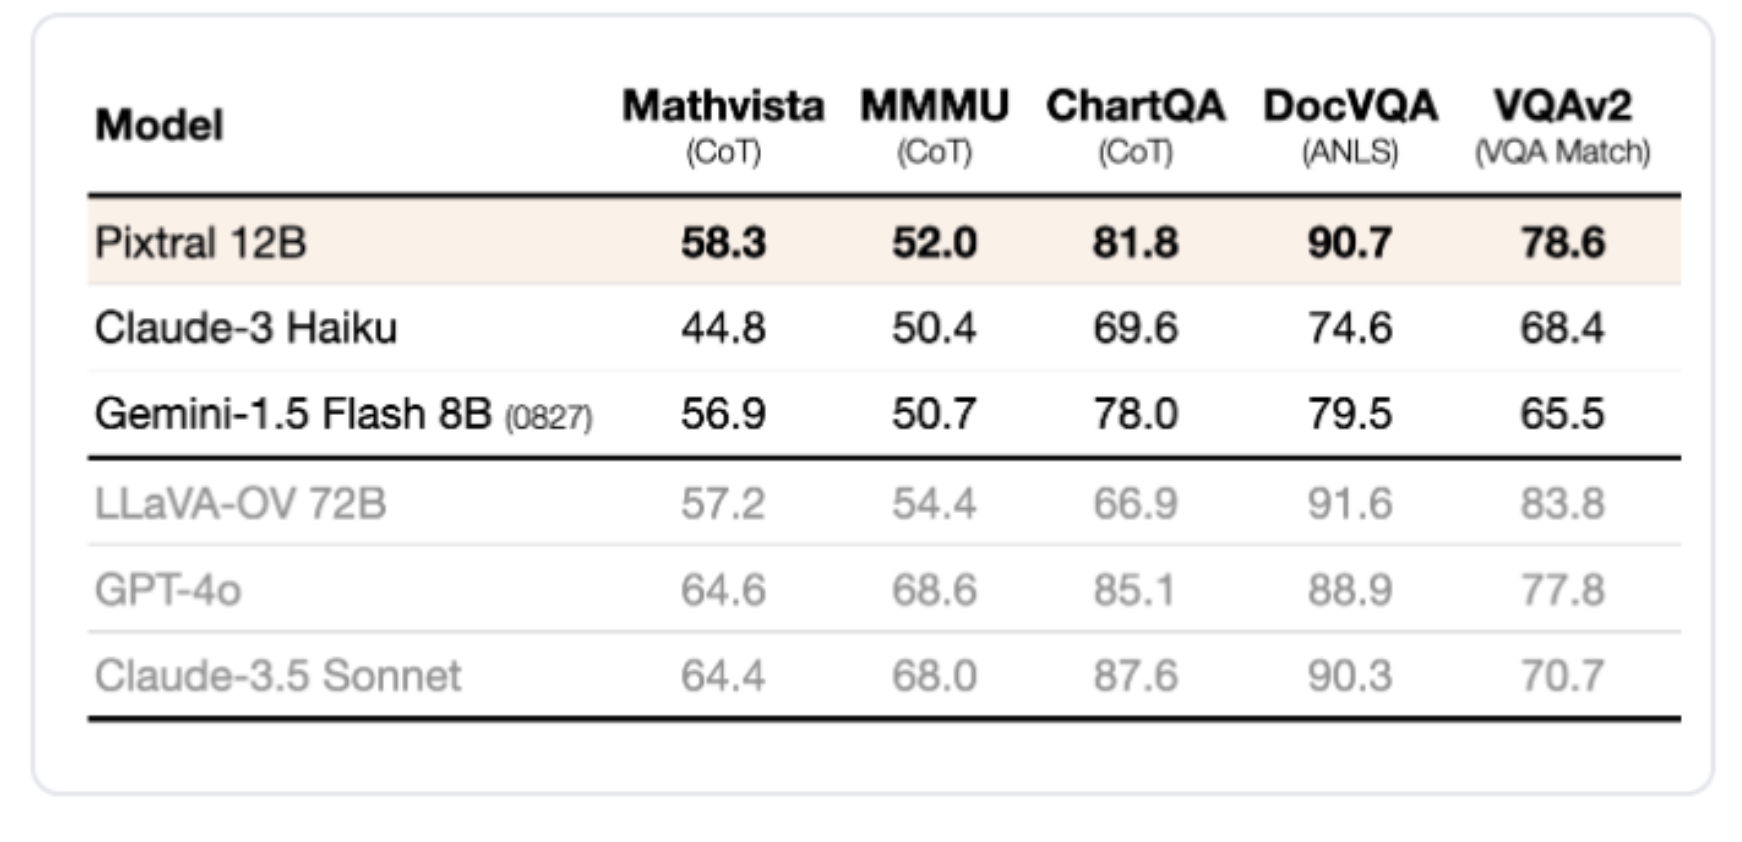 Model Mathvista MMMU ChartQA DocVQA VQAv2
(CoT) (CoT) (CoT) (ANLS) (VQA Match)
Pixtral 12B 58.3 52.0 81.8 90.7 78.6
Claude-3 Haiku 44.8 50.4 69.6 74.6 68.4
Gemini-1.5 Flash 8B (0827) 56.9 50.7 78.0 79.5 65.5
LLaVA-OV 72B 57.2 54.4 66.9 91.6 83.8
GPT-4o 64.6 68.6 85.1 88.9 77.8
Claude-3.5 Sonnet 64.4 68.0 87.6 90.3 70.7